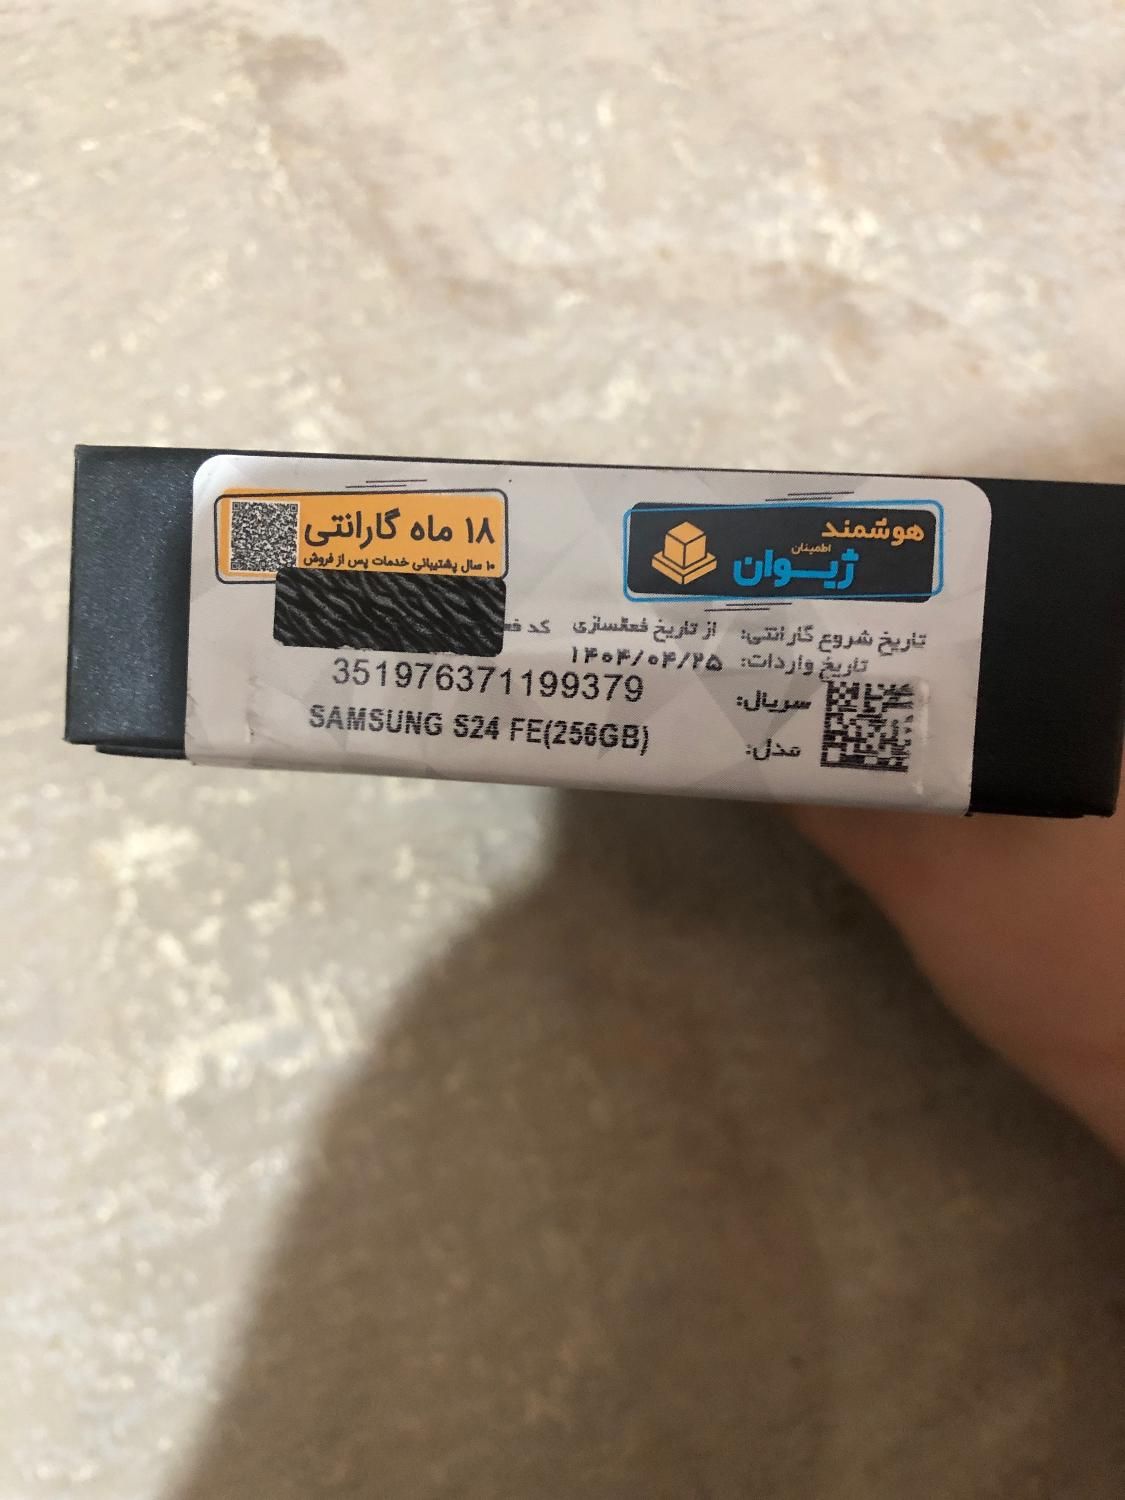 ۱۸ ماه گارانتی
۱۰ سال پشتیبانی خدمات پس از فروش
هوشمند
اطمینان
ژیوان
تاریخ شروع گارانتی: از تاریخ فعالسازی کد
تاریخ واردات: ۱۴۰۴/۰۴/۲۵
سریال: 351976371199379
مدل: SAMSUNG S24 FE(256GB)